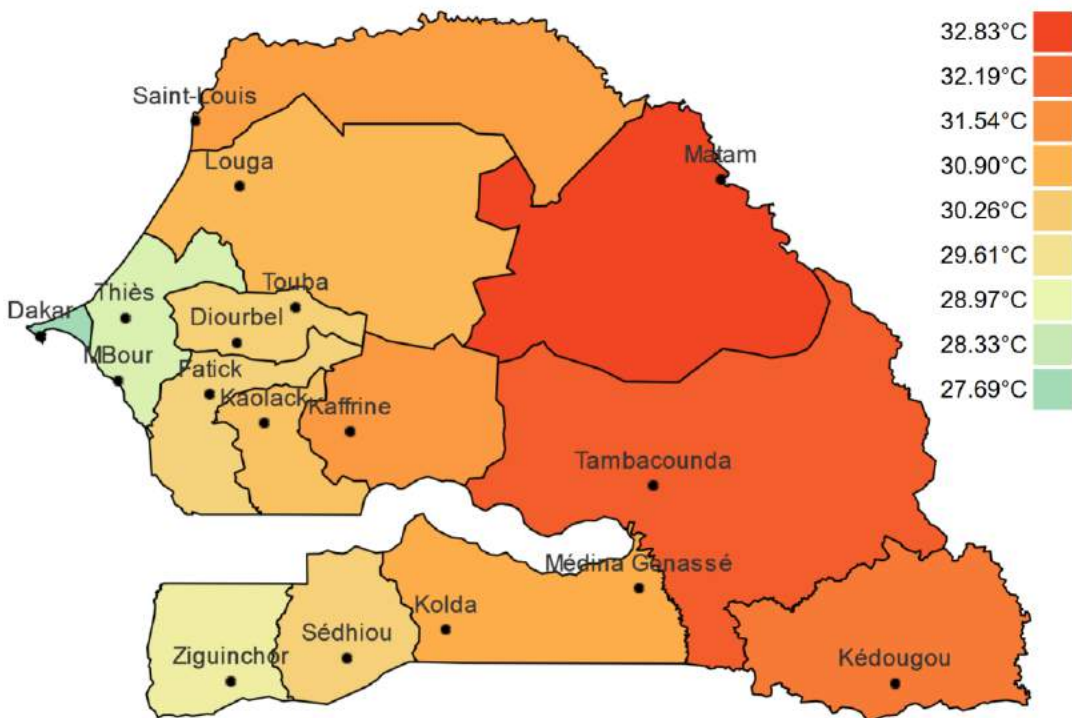 32.83°C
32.19°C
31.54°C
30.90°C
30.26°C
29.61°C
28.97°C
28.33°C
27.69°C
Saint-Louis
Louga
Matam
Touba
Thiès
Dakar
Diourbel
MBour
Fatick
Kaolack
Kaffrine
Tambacounda
Médina Gonassé
Kolda
Sédhiou
Ziguinchor
Kédougou